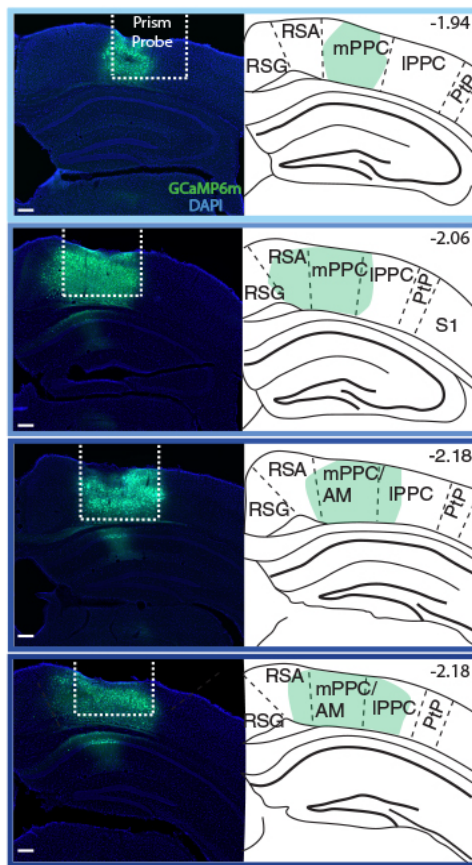 Prism
Probe
GCaMP6m
DAPI
-1.94
RSA
mPPC
lPPC
RSG
PtP
-2.06
RSA
mPPC
lPPC
RSG
PtP
S1
-2.18
RSA
mPPC/
AM
lPPC
RSG
PtP
-2.18
RSA
mPPC/
AM
lPPC
RSG
PtP